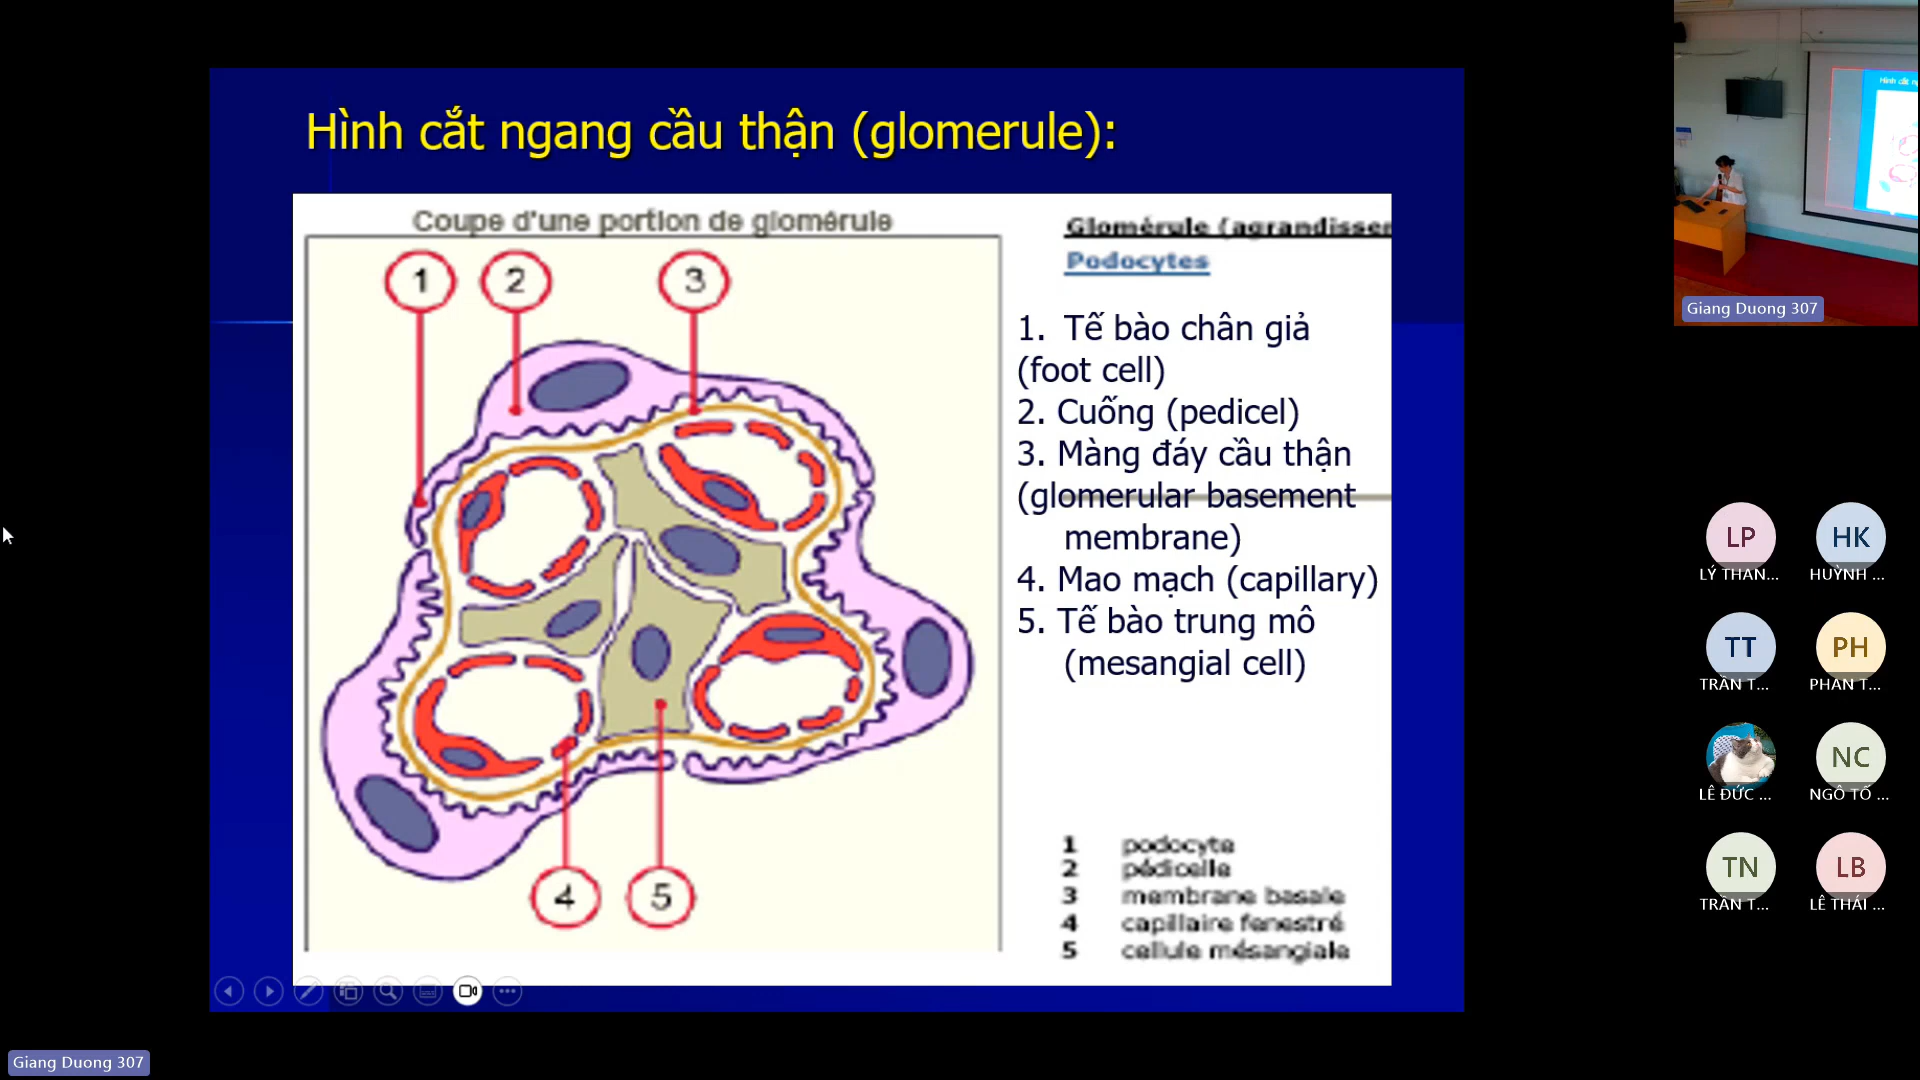 Hình cắt ngang cầu thận (glomerule):
Coupe d'une portion de glomérule
1 2 3
4 5
Glomérule (agrandissem
Podocytes
1. Tế bào chân giả
(foot cell)
2. Cuống (pedicel)
3. Màng đáy cầu thận
(glomerular basement
membrane)
4. Mao mạch (capillary)
5. Tế bào trung mô
(mesangial cell)
1 podocyte
2 pédicelle
3 membrane basale
4 capillaire fenestré
5 cellule mésangiale
Giang Duong 307
LP
LÝ THAN...
HK
HUỲNH ...
TT
TRẦN T...
PH
PHAN T...
LÊ ĐỨC ...
NC
NGÔ TỐ ...
TN
TRẦN T...
LB
LÊ THÁI ...
Giang Duong 307